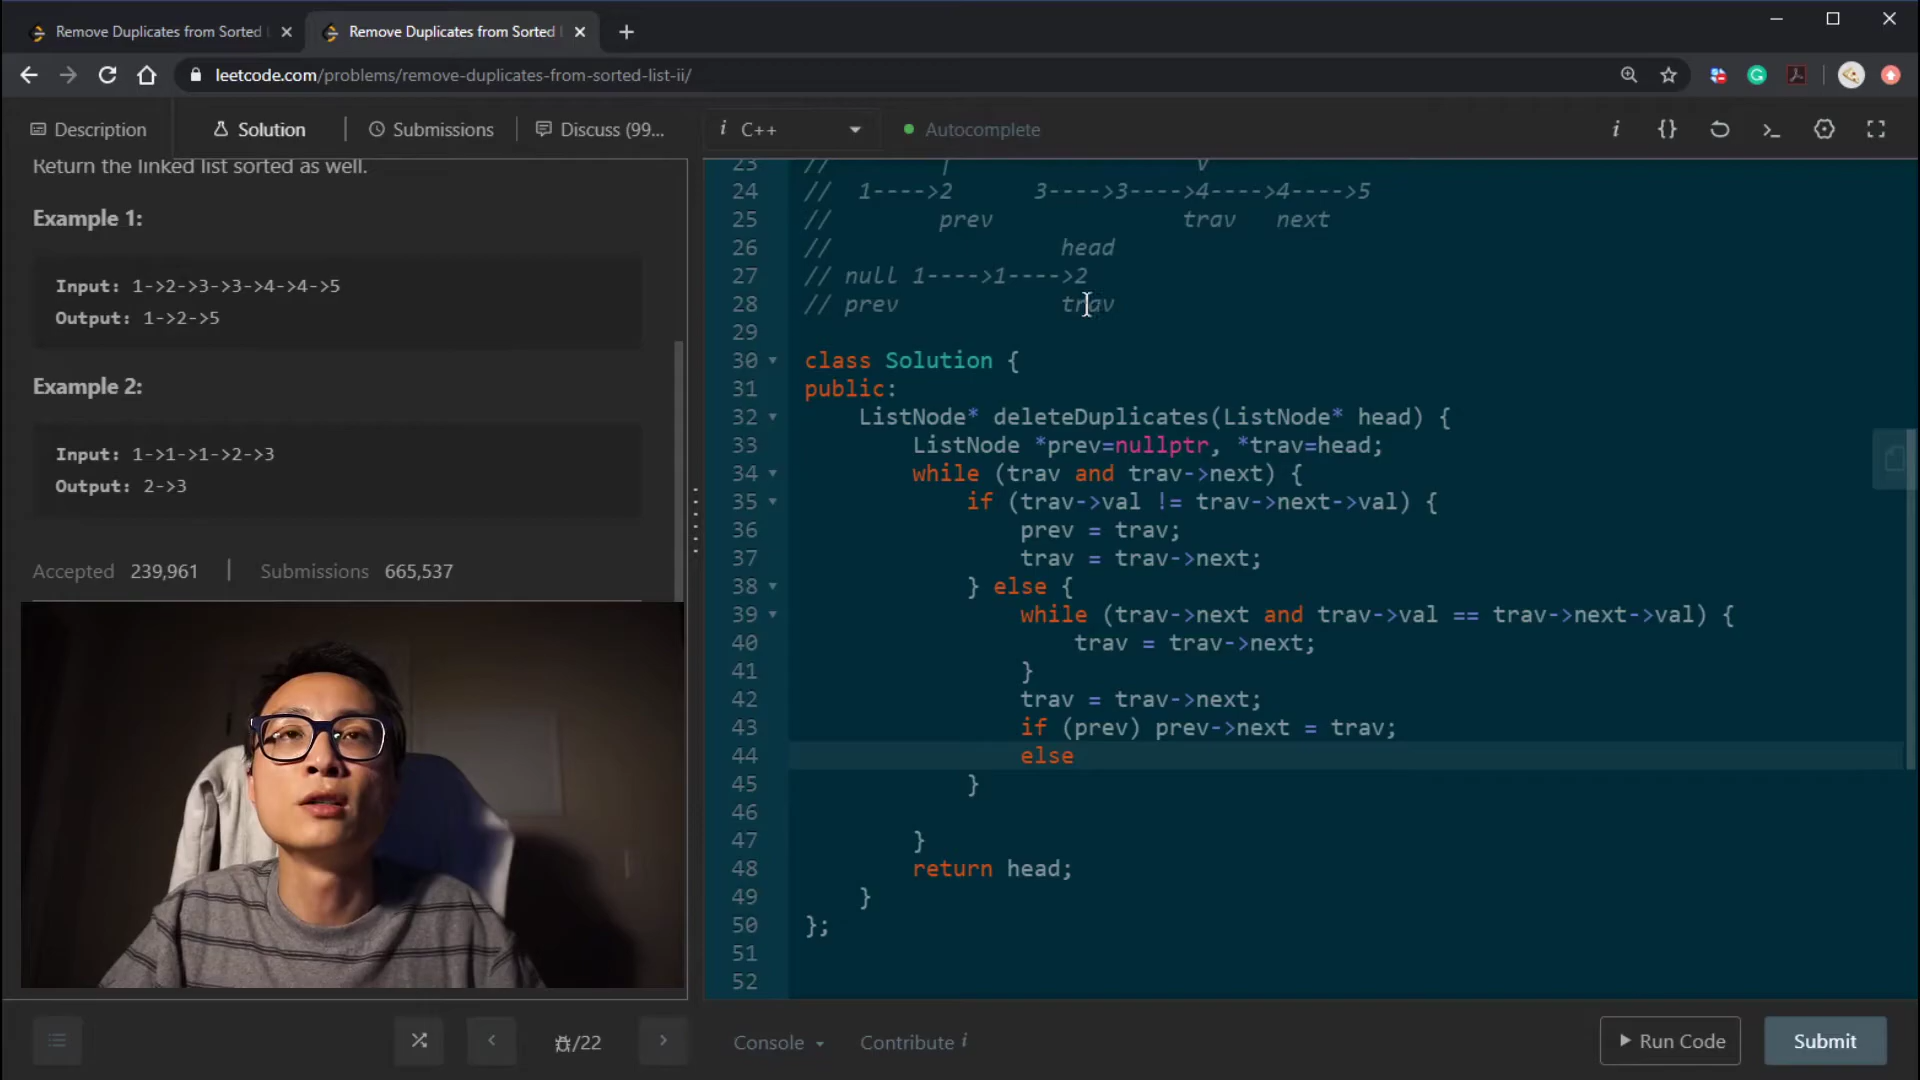 Remove Duplicates from Sorted
Remove Duplicates from Sorted
leetcode.com/problems/remove-duplicates-from-sorted-list-ii/
Description
Solution
Submissions
Discuss (99...
i C++
Autocomplete
Return the linked list sorted as well.
Example 1:
Input: 1->2->3->3->4->4->5
Output: 1->2->5
Example 2:
Input: 1->1->1->2->3
Output: 2->3
Accepted 239,961 | Submissions 665,537
23 // | v
24 // 1---->2 3---->3---->4---->4---->5
25 // prev trav next
26 // head
27 // null 1---->1---->2
28 // prev trav
29
30 class Solution {
31 public:
32 ListNode* deleteDuplicates(ListNode* head) {
33 ListNode *prev=nullptr, *trav=head;
34 while (trav and trav->next) {
35 if (trav->val != trav->next->val) {
36 prev = trav;
37 trav = trav->next;
38 } else {
39 while (trav->next and trav->val == trav->next->val) {
40 trav = trav->next;
41 }
42 trav = trav->next;
43 if (prev) prev->next = trav;
44 else
45 }
46
47 }
48 return head;
49 }
50 };
51
52
/22
Console
Contribute i
Run Code
Submit